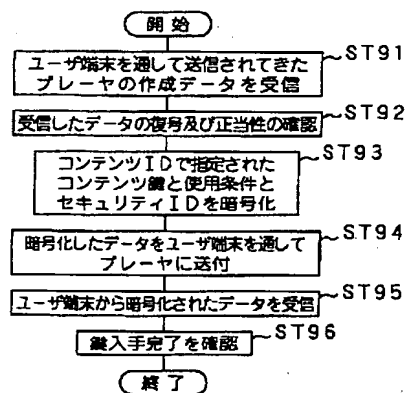 開始
ユーザ端末を通して送信されてきた
プレーヤの作成データを受信
ST91
受信したデータの復号及び正当性の確認
ST92
コンテンツIDで指定された
コンテンツ鍵と使用条件と
セキュリティIDを暗号化
ST93
暗号化したデータをユーザ端末を通して
プレーヤに送付
ST94
ユーザ端末から暗号化されたデータを受信
ST95
鍵入手完了を確認
ST96
終了